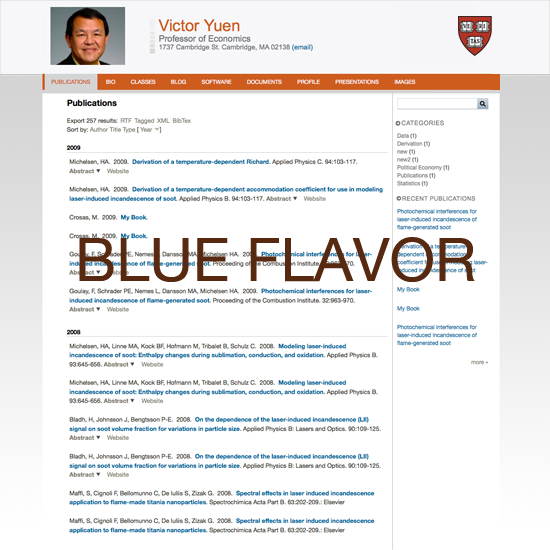 Victor Yuen
Professor of Economics
1737 Cambridge St. Cambridge, MA 02138 (email)
PUBLICATIONS BIO CLASSES BLOG SOFTWARE DOCUMENTS PROFILE PRESENTATIONS IMAGES
Publications
Export 257 results: RTF Tagged XML BibTex
Sort by: Author Title Type [ Year ]
2009
Michelsen, HA. 2009. Derivation of a temperature-dependent Richard. Applied Physics C. 94:103-117.
Abstract Website
Michelsen, HA. 2009. Derivation of a temperature-dependent accommodation coefficient for use in modeling
laser-induced incandescence of soot. Applied Physics B. 94:103-117. Abstract Website
Crosas, M. 2009. My Book.
Crosas, M. 2009. My Book.
Goulay, F, Schrader PE, Nemes L, Dansson MA, Michelsen HA. 2009. Photochemical interferences for laser-
induced incandescence of flame-generated soot. Proceeding of the Combustion Institute. 32:963-970.
Abstract Website
Goulay, F, Schrader PE, Nemes L, Dansson MA, Michelsen HA. 2009. Photochemical interferences for laser-
induced incandescence of flame-generated soot. Proceeding of the Combustion Institute. 32:963-970.
Abstract Website
2008
Michelsen, HA, Linne MA, Kock BF, Hofmann M, Tribalet B, Schulz C. 2008. Modeling laser-induced
incandescence of soot: Enthalpy changes during sublimation, conduction, and oxidation. Applied Physics B.
93:645-656. Abstract Website
Michelsen, HA, Linne MA, Kock BF, Hofmann M, Tribalet B, Schulz C. 2008. Modeling laser-induced
incandescence of soot: Enthalpy changes during sublimation, conduction, and oxidation. Applied Physics B.
93:645-656. Abstract Website
Bladh, H, Johnsson J, Bengtsson P-E. 2008. On the dependence of the laser-induced incandescence (LII)
signal on soot volume fraction for variations in particle size. Applied Physics B: Lasers and Optics. 90:109-125.
Abstract Website
Bladh, H, Johnsson J, Bengtsson P-E. 2008. On the dependence of the laser-induced incandescence (LII)
signal on soot volume fraction for variations in particle size. Applied Physics B: Lasers and Optics. 90:109-125.
Abstract Website
Maffi, S, Cignoli F, Bellomunno C, De Iuliis S, Zizak G. 2008. Spectral effects in laser induced incandescence
application to flame-made titania nanoparticles. Spectrochimica Acta Part B. 63:202-209.: Elsevier
Maffi, S, Cignoli F, Bellomunno C, De Iuliis S, Zizak G. 2008. Spectral effects in laser induced incandescence
application to flame-made titania nanoparticles. Spectrochimica Acta Part B. 63:202-209.: Elsevier
CATEGORIES
Data (1)
Derivation (1)
new (1)
new2 (1)
Political Economy (1)
Publications (1)
Statistics (1)
RECENT PUBLICATIONS
Photochemical interferences for
laser-induced incandescence of
flame-generated soot
Derivation of a temperature-
dependent accommodation
coefficient for use in modeling laser-
induced incandescence of soot
My Book
My Book
Photochemical interferences for
laser-induced incandescence of
flame-generated soot
more »
BLUE FLAVOR